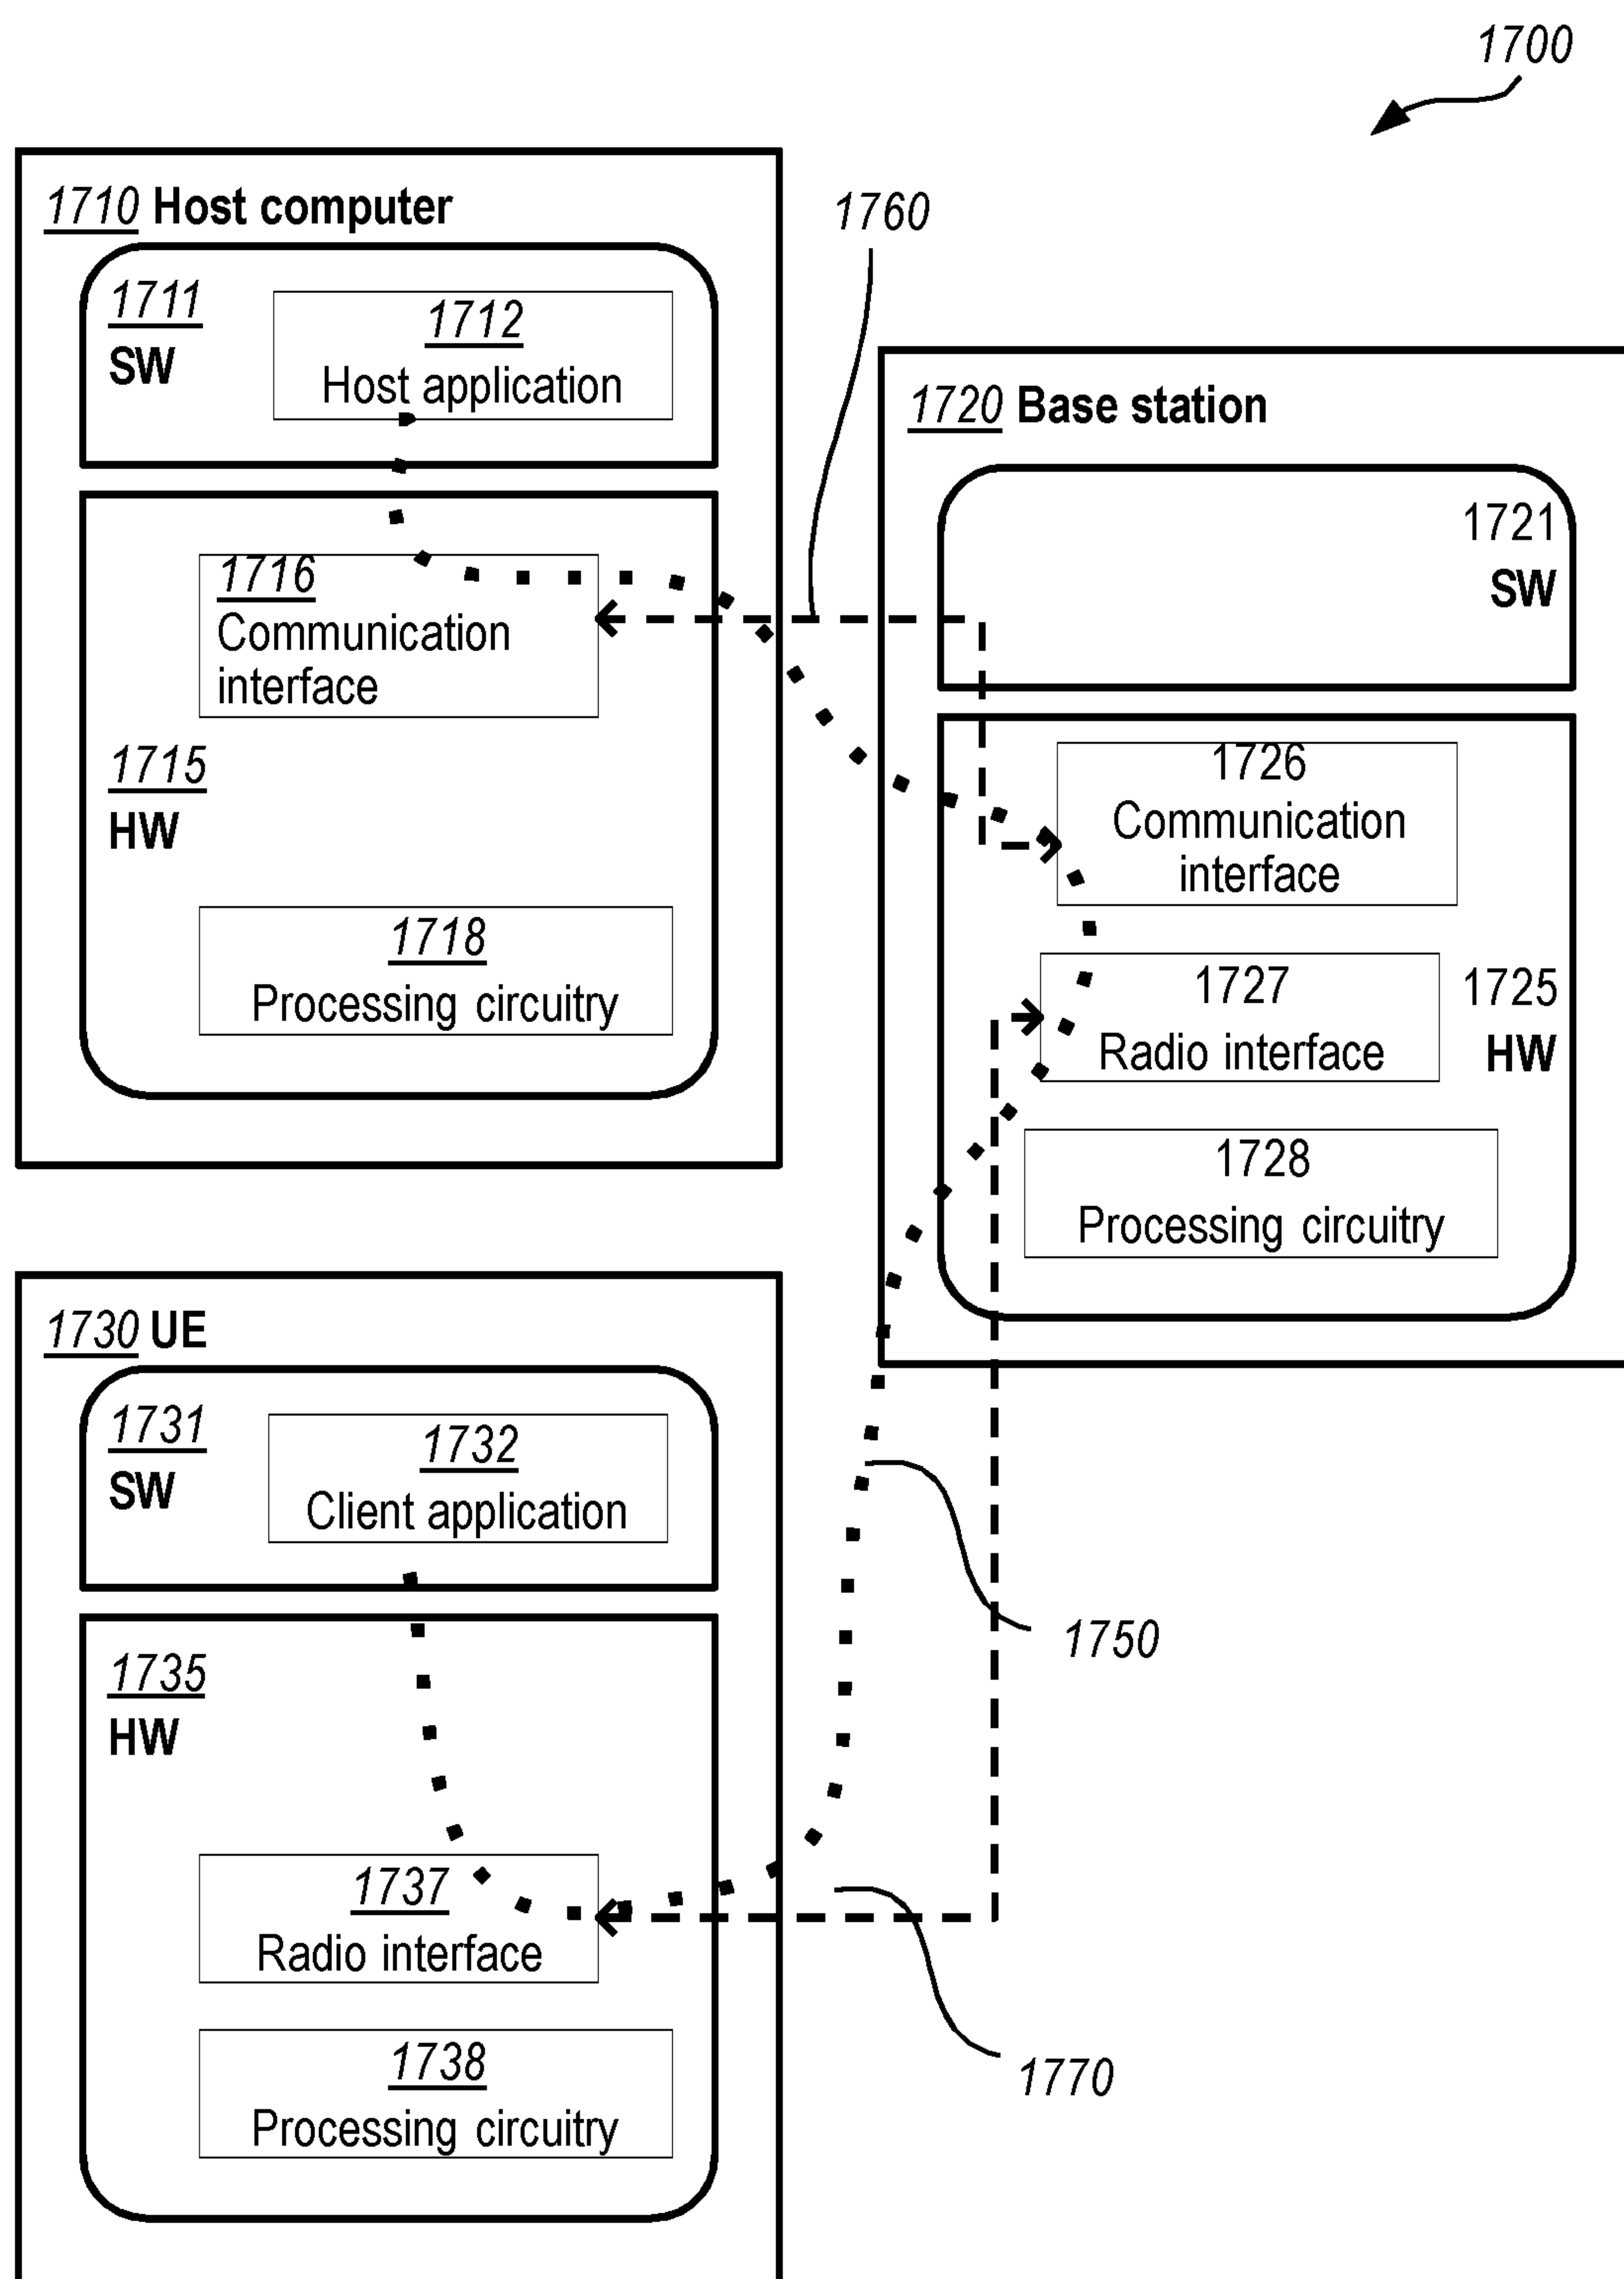 1700
1710 Host computer
1711
SW
1712
Host application
1716
Communication
interface
1715
HW
1718
Processing circuitry
1760
1720 Base station
1721
SW
1726
Communication
interface
1727
Radio interface
1725
HW
1728
Processing circuitry
1730 UE
1731
SW
1732
Client application
1735
HW
1737
Radio interface
1738
Processing circuitry
1750
1770